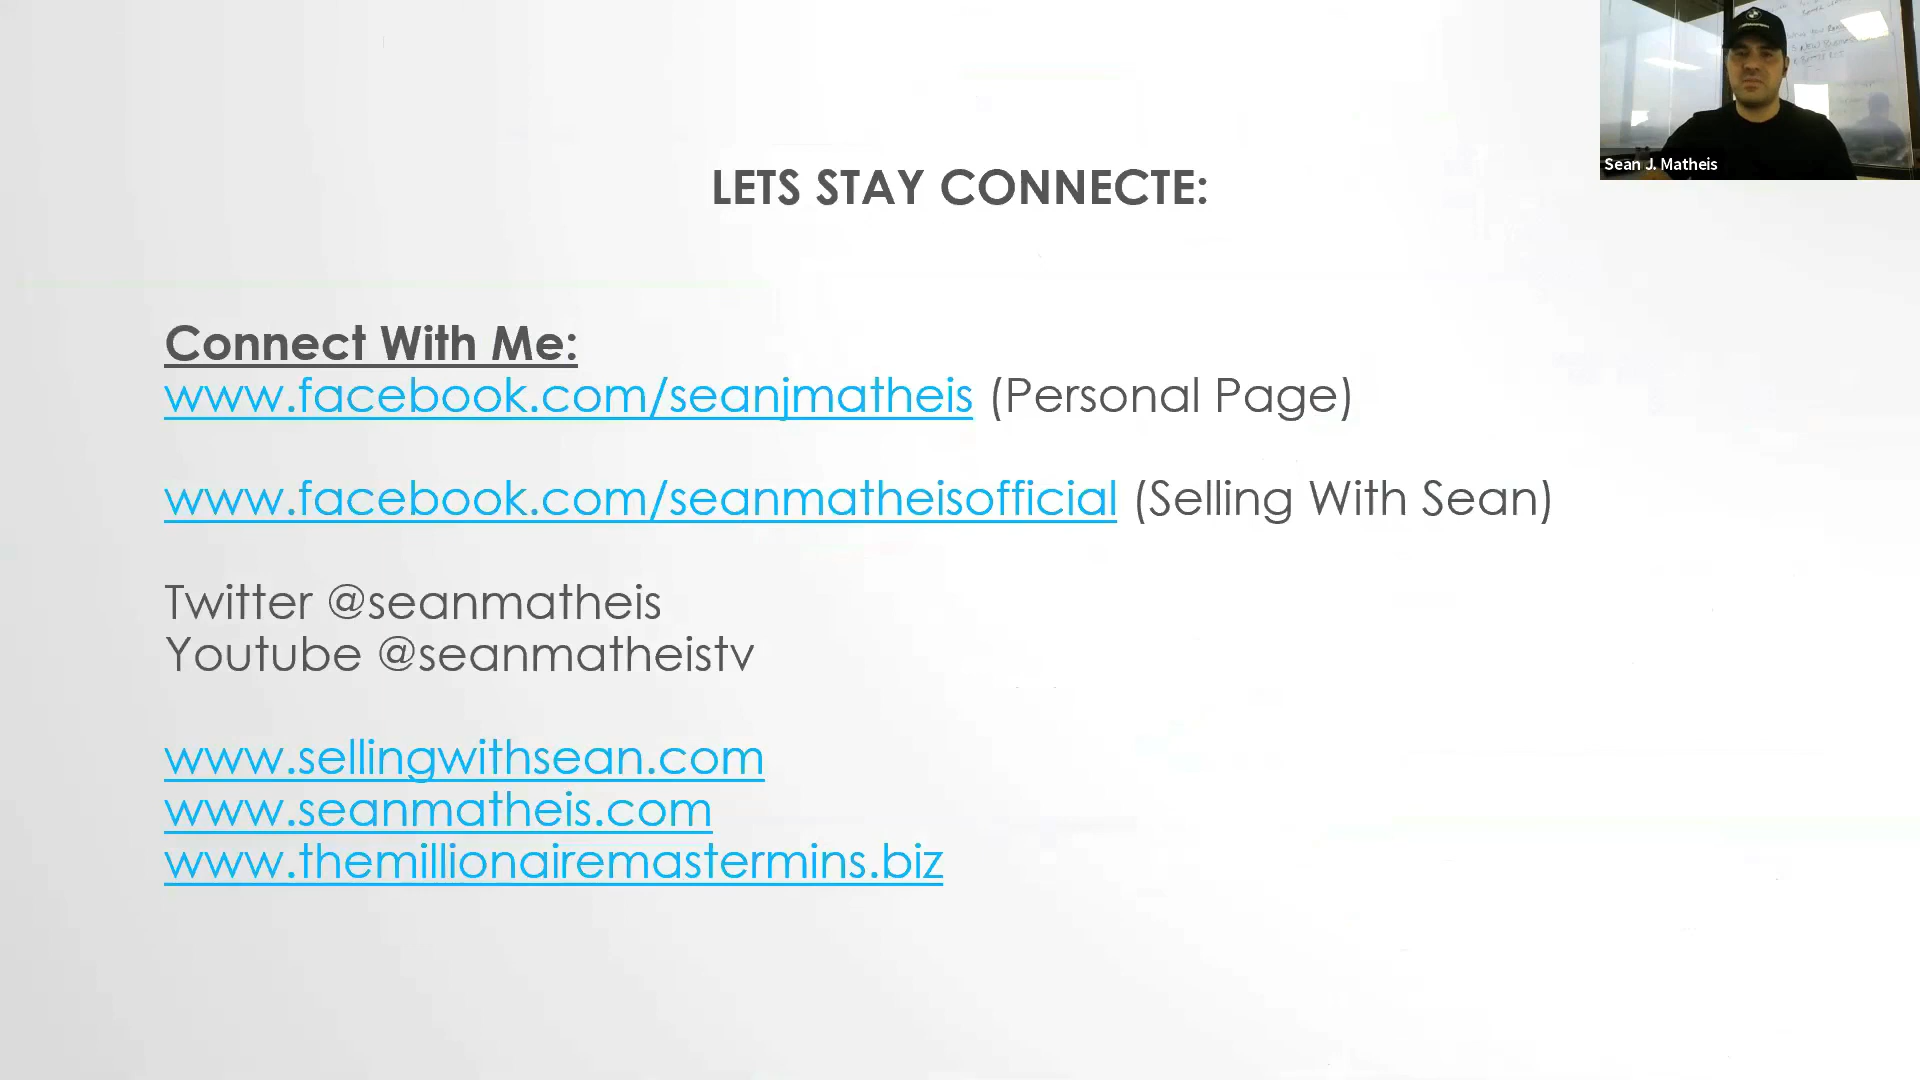 LETS STAY CONNECTE:
Sean J. Matheis
Connect With Me:
www.facebook.com/seanjmatheis (Personal Page)
www.facebook.com/seanmatheisofficial (Selling With Sean)
Twitter @seanmatheis
Youtube @seanmatheistv
www.sellingwithsean.com
www.seanmatheis.com
www.themillionairemastermins.biz